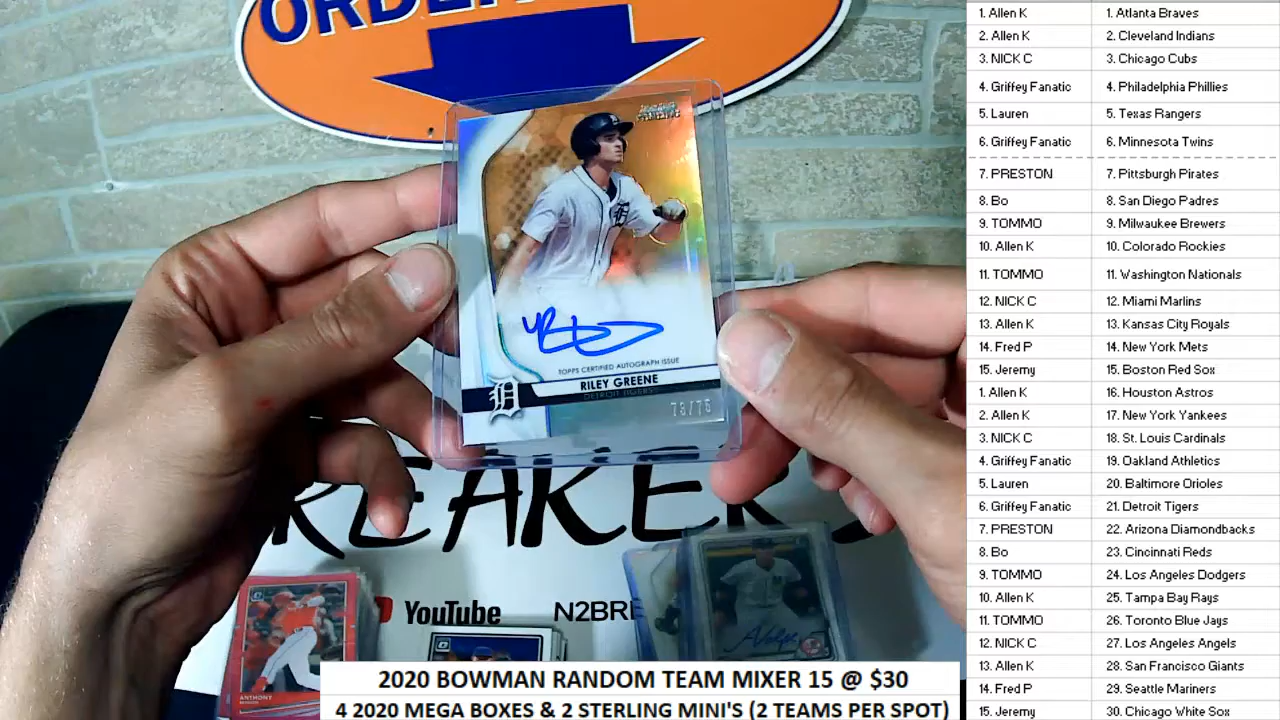 ORDER
TOPPS CERTIFIED AUTOGRAPH ISSUE
RILEY GREENE
DETROIT TIGERS
73/75
REAKER
YouTube
N2BRE
ANTHONY
2020 BOWMAN RANDOM TEAM MIXER 15 @ $30
4 2020 MEGA BOXES & 2 STERLING MINI'S (2 TEAMS PER SPOT)
1. Allen K 1. Atlanta Braves
2. Allen K 2. Cleveland Indians
3. NICK C 3. Chicago Cubs
4. Griffey Fanatic 4. Philadelphia Phillies
5. Lauren 5. Texas Rangers
6. Griffey Fanatic 6. Minnesota Twins
7. PRESTON 7. Pittsburgh Pirates
8. Bo 8. San Diego Padres
9. TOMMO 9. Milwaukee Brewers
10. Allen K 10. Colorado Rockies
11. TOMMO 11. Washington Nationals
12. NICK C 12. Miami Marlins
13. Allen K 13. Kansas City Royals
14. Fred P 14. New York Mets
15. Jeremy 15. Boston Red Sox
1. Allen K 16. Houston Astros
2. Allen K 17. New York Yankees
3. NICK C 18. St. Louis Cardinals
4. Griffey Fanatic 19. Oakland Athletics
5. Lauren 20. Baltimore Orioles
6. Griffey Fanatic 21. Detroit Tigers
7. PRESTON 22. Arizona Diamondbacks
8. Bo 23. Cincinnati Reds
9. TOMMO 24. Los Angeles Dodgers
10. Allen K 25. Tampa Bay Rays
11. TOMMO 26. Toronto Blue Jays
12. NICK C 27. Los Angeles Angels
13. Allen K 28. San Francisco Giants
14. Fred P 29. Seattle Mariners
15. Jeremy 30. Chicago White Sox